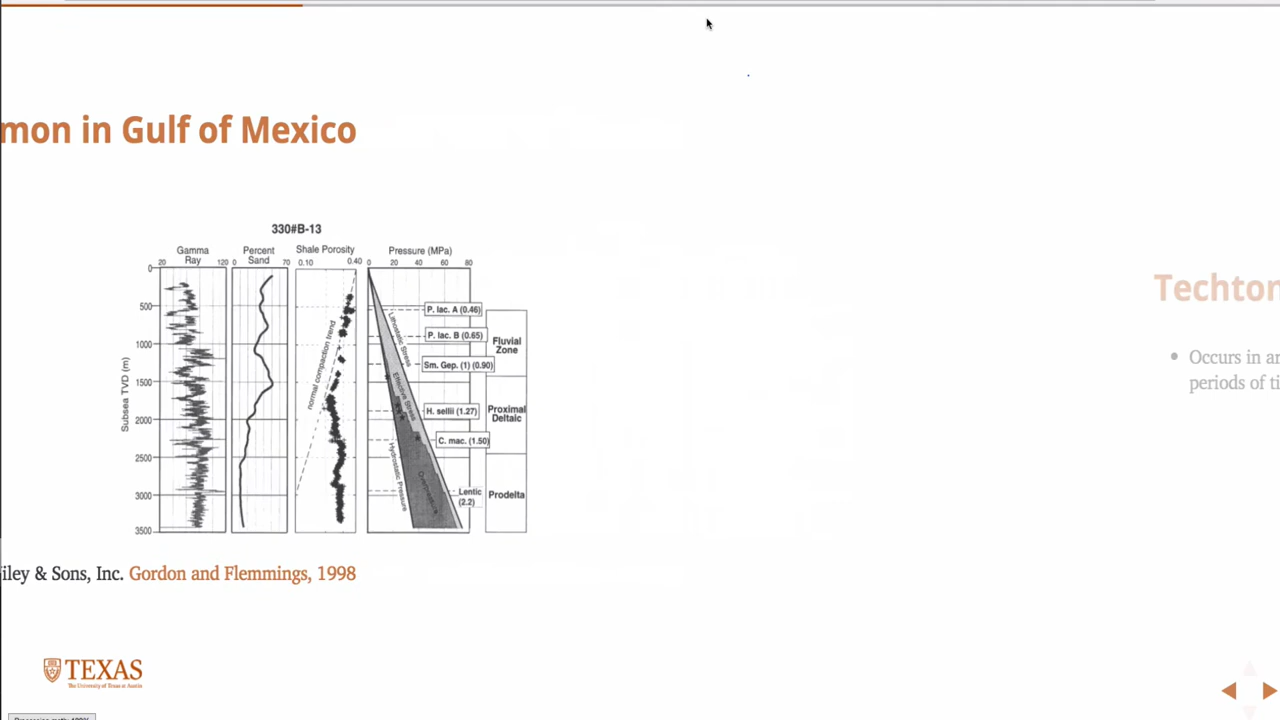 mon in Gulf of Mexico
330#B-13
Gamma Ray
Percent Sand
Shale Porosity
Pressure (MPa)
20 120 0 70 0.10 0.40 0 20 40 60 80
0
500
1000
1500
2000
2500
3000
3500
Subsea TVD (m)
normal compaction trend
Lithostatic Stress
Effective Stress
Hydrostatic Pressure
P. lac. A (0.46)
P. lac. B (0.65)
Sm. Gep. (1) (0.90)
H. sellii (1.27)
C. mac. (1.50)
Lentic (2.2)
Fluvial Zone
Proximal Deltaic
Prodelta
Techton
• Occurs in ar
periods of ti
iley & Sons, Inc. Gordon and Flemmings, 1998
TEXAS
The University of Texas at Austin